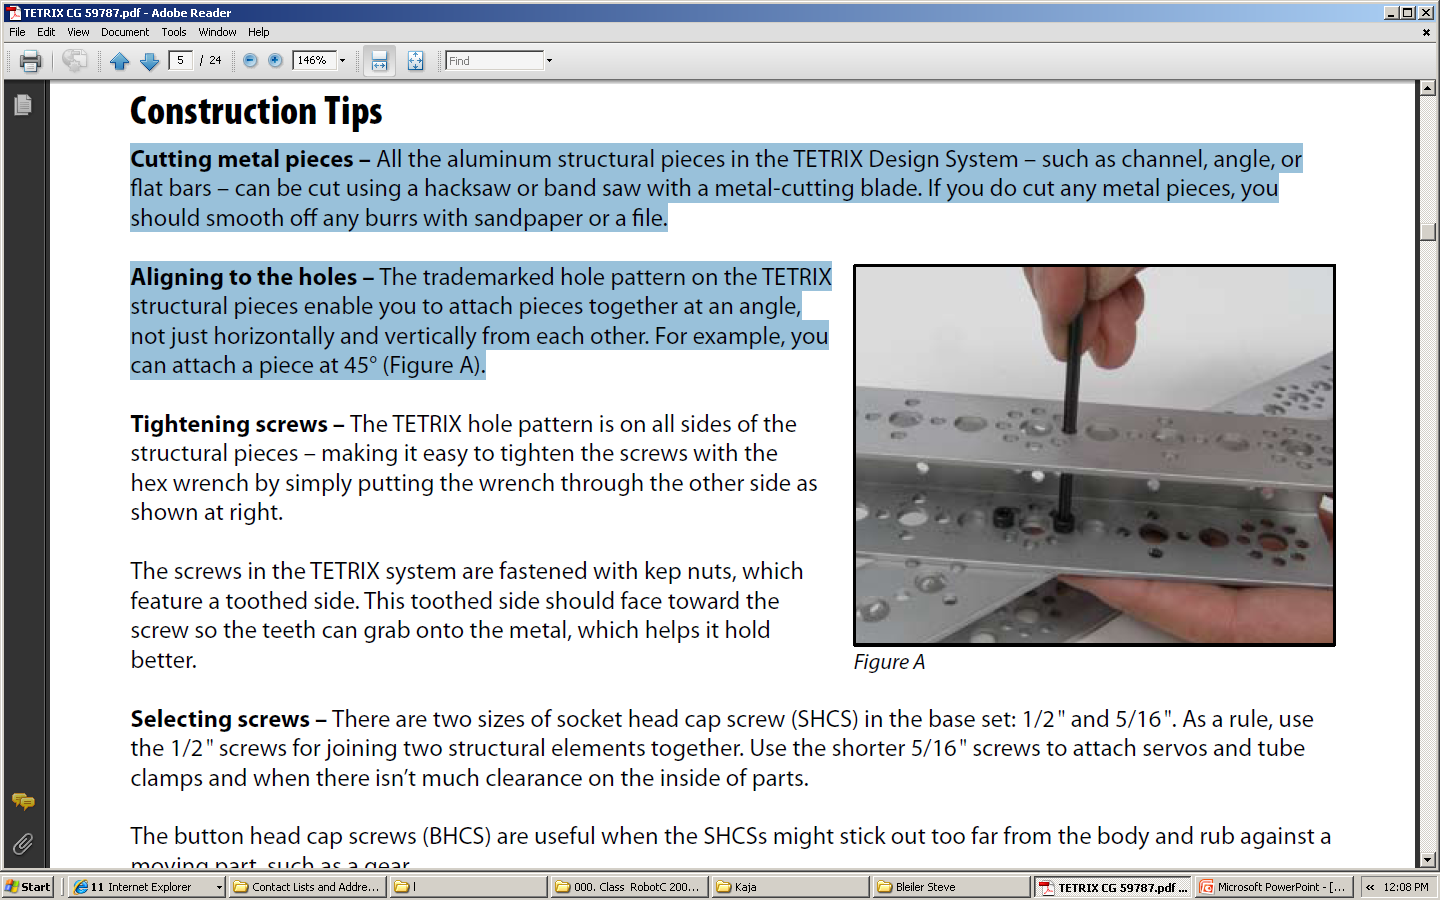 TETRIX CG 59787.pdf - Adobe Reader
File Edit View Document Tools Window Help
5 / 24 146% Find
Construction Tips
Cutting metal pieces – All the aluminum structural pieces in the TETRIX Design System – such as channel, angle, or
flat bars – can be cut using a hacksaw or band saw with a metal-cutting blade. If you do cut any metal pieces, you
should smooth off any burrs with sandpaper or a file.
Aligning to the holes – The trademarked hole pattern on the TETRIX
structural pieces enable you to attach pieces together at an angle,
not just horizontally and vertically from each other. For example, you
can attach a piece at 45° (Figure A).
Tightening screws – The TETRIX hole pattern is on all sides of the
structural pieces – making it easy to tighten the screws with the
hex wrench by simply putting the wrench through the other side as
shown at right.
The screws in the TETRIX system are fastened with kep nuts, which
feature a toothed side. This toothed side should face toward the
screw so the teeth can grab onto the metal, which helps it hold
better.
Figure A
Selecting screws – There are two sizes of socket head cap screw (SHCS) in the base set: 1/2" and 5/16". As a rule, use
the 1/2" screws for joining two structural elements together. Use the shorter 5/16" screws to attach servos and tube
clamps and when there isn't much clearance on the inside of parts.
The button head cap screws (BHCS) are useful when the SHCSs might stick out too far from the body and rub against a
moving part, such as a gear.
Start 11 Internet Explorer Contact Lists and Addre... l 000. Class RobotC 200... Kaja Bleiler Steve TETRIX CG 59787.pdf ... Microsoft PowerPoint - [... « 12:08 PM